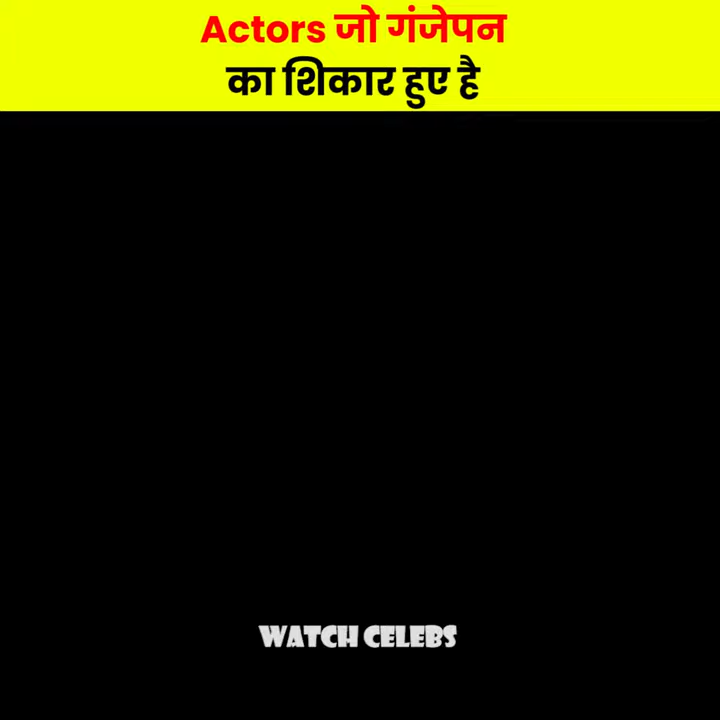 Actors जो गंजेपन
का शिकार हुए है
WATCH CELEBS